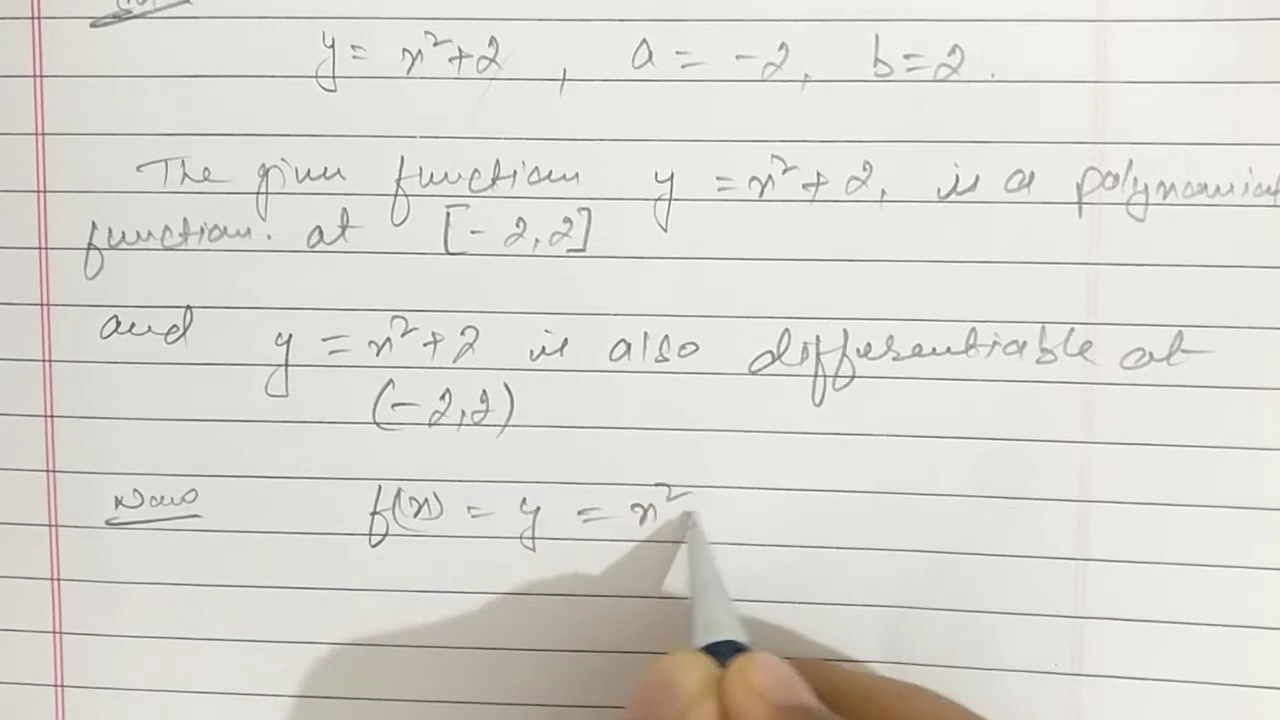 y = x²+2 , a = -2, b=2.
The given function y = x²+2, is a polynomial
function. at [-2,2]
and y = x²+2 is also differentiable at
(-2,2)
Now f(x) = y = x²